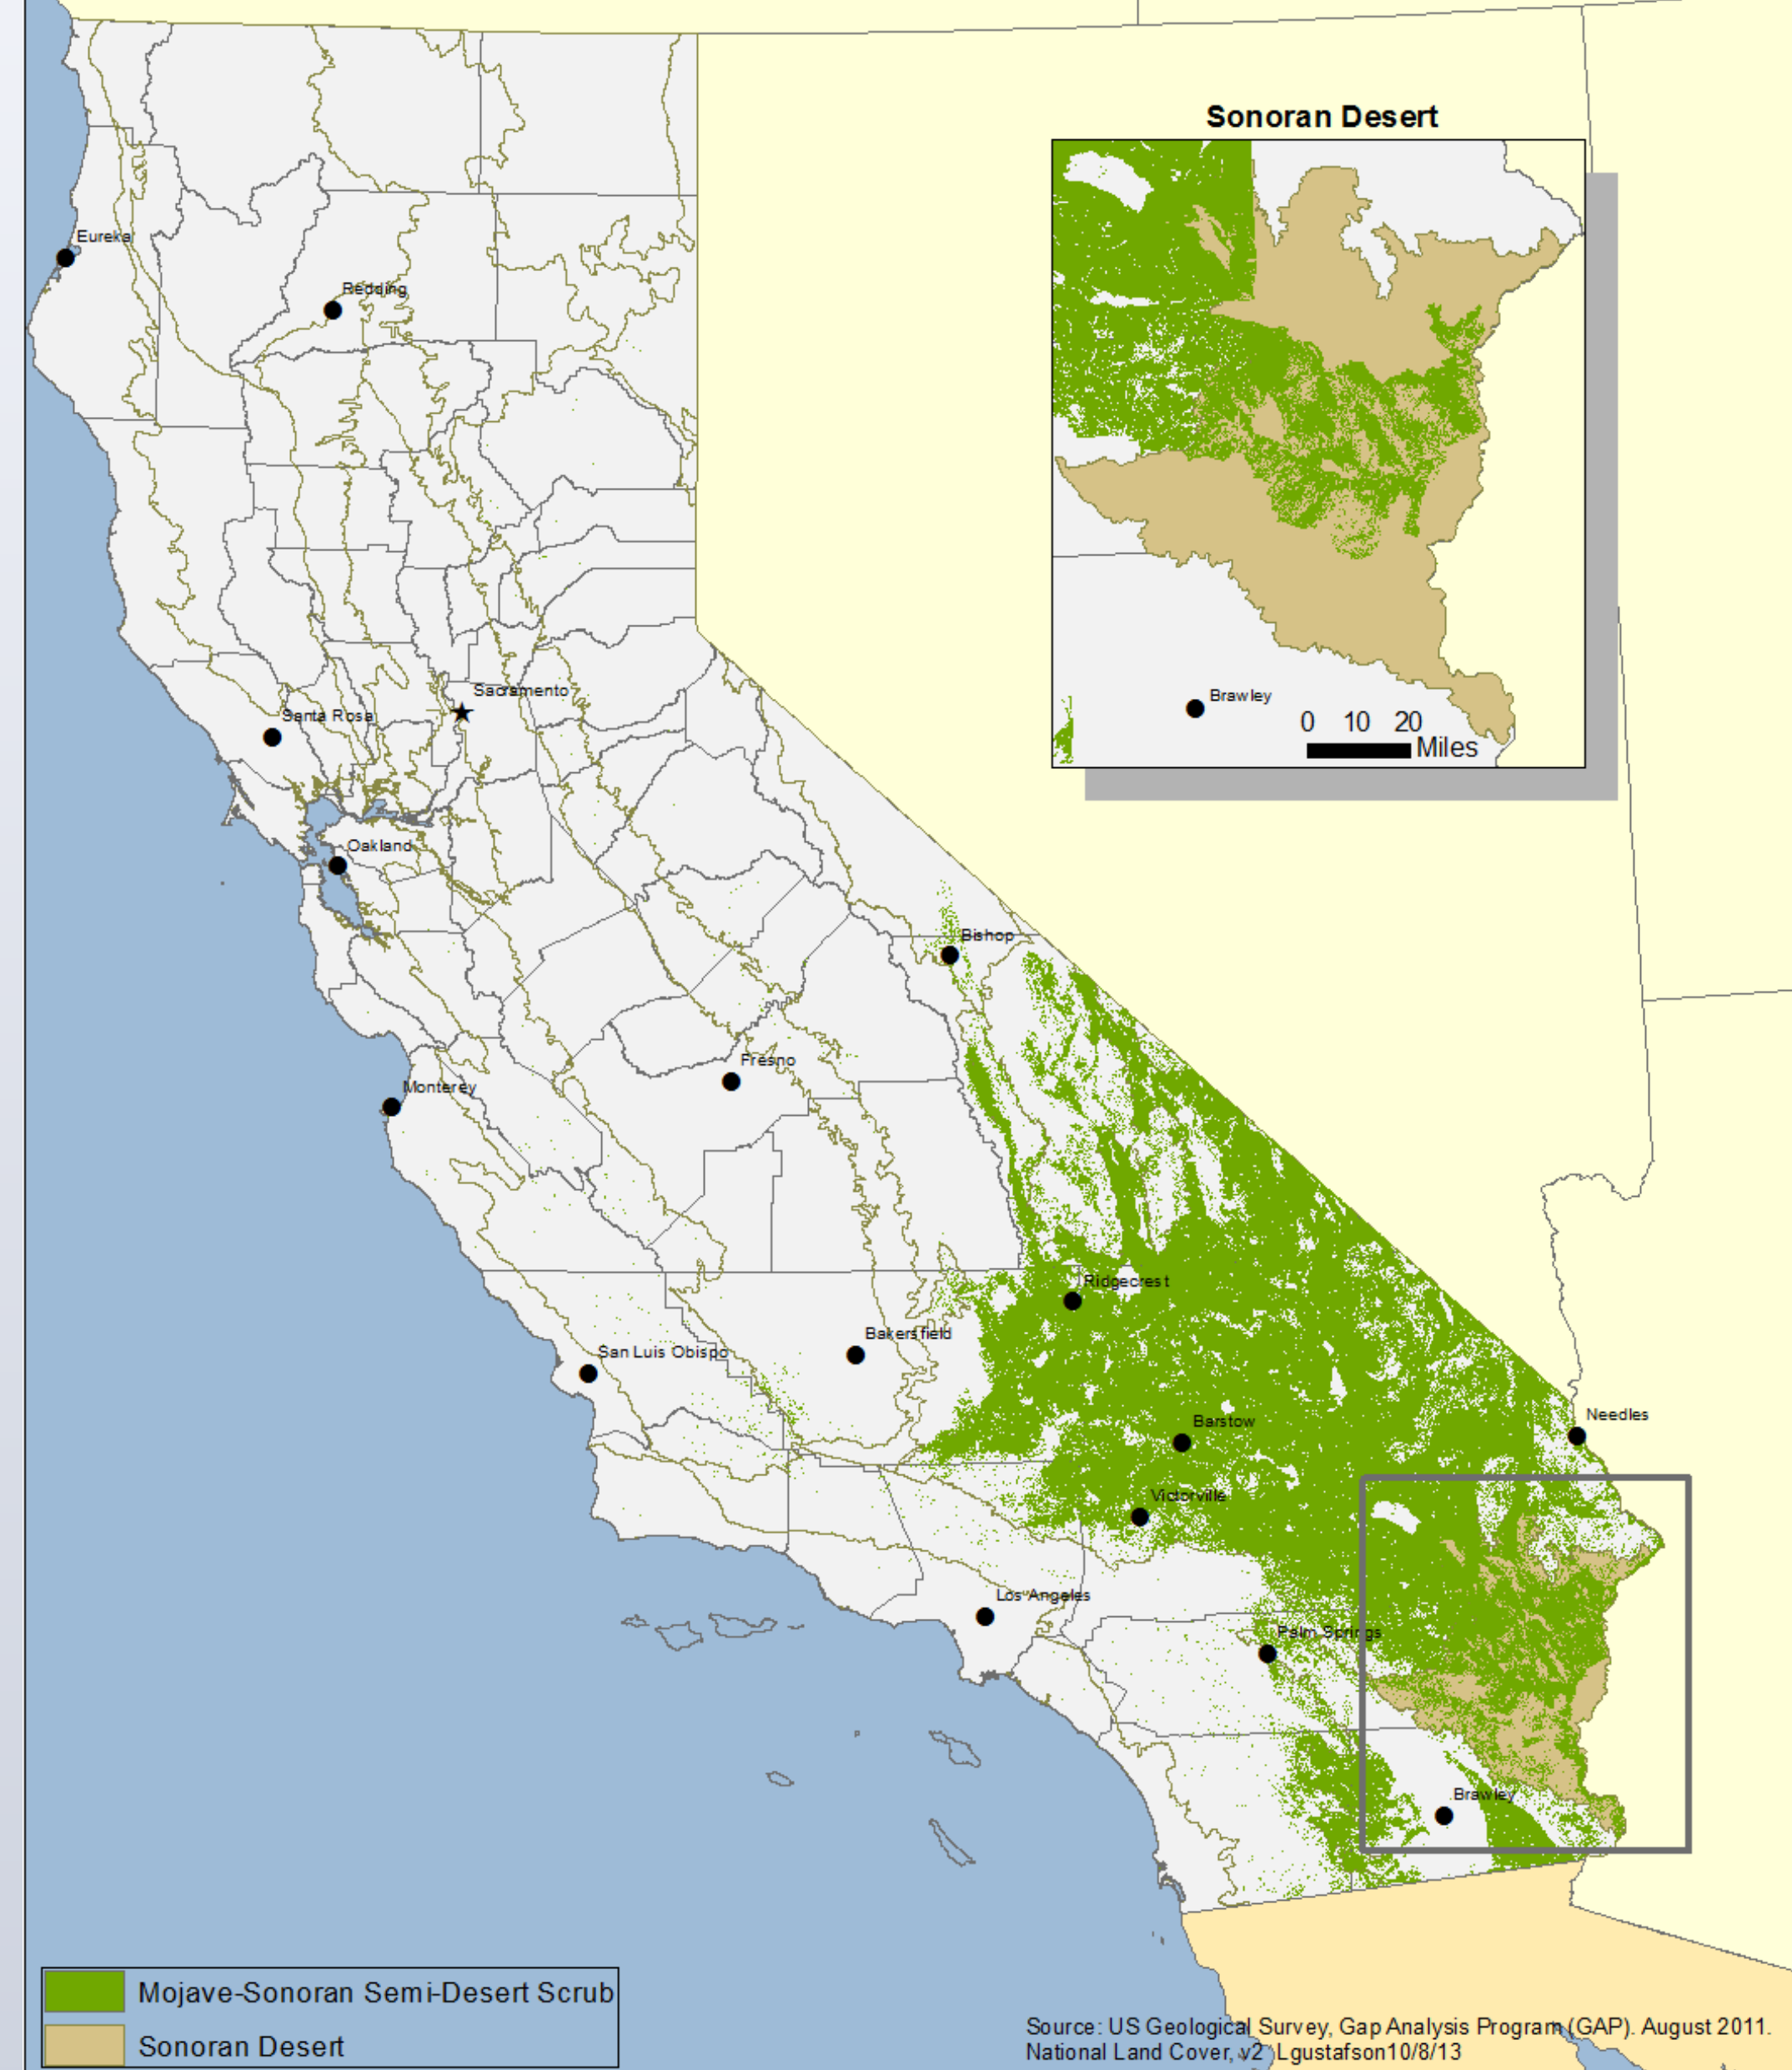 Sonoran Desert
Eureka
Redding
Brawley
0 10 20
Miles
Sacramento
Santa Rosa
Oakland
Bishop
Fresno
Monterey
Ridgecrest
Bakersfield
San Luis Obispo
Needles
Barstow
Victorville
Los Angeles
Palm Springs
Brawley
Mojave-Sonoran Semi-Desert Scrub
Sonoran Desert
Source: US Geological Survey, Gap Analysis Program (GAP). August 2011.
National Land Cover, v2 Lgustafson10/8/13